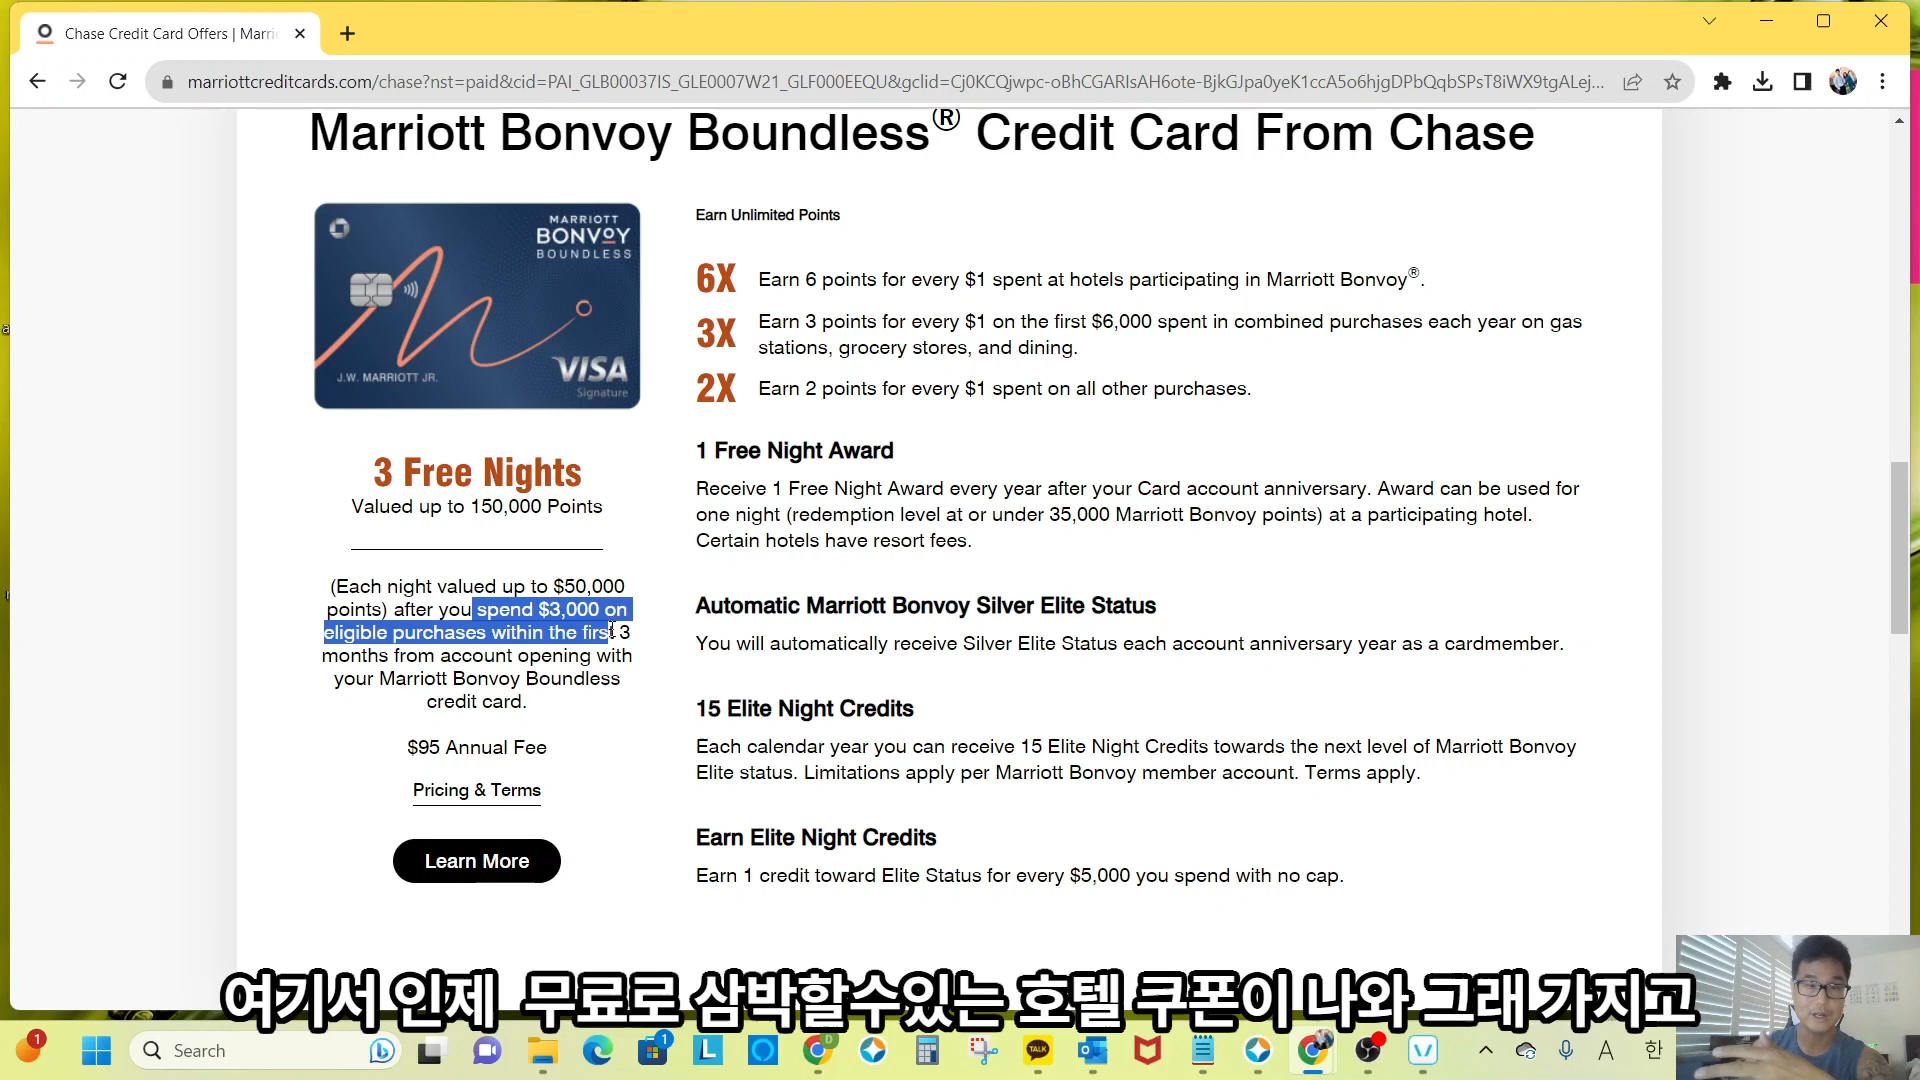 Chase Credit Card Offers | Marri
marriottcreditcards.com/chase?nst=paid&cid=PAI_GLB00037IS_GLE0007W21_GLF000EEQU&gclid=Cj0KCQjwpc-oBhCGARIsAH6ote-BjkGJpa0yeK1ccA5o6hjgDPbQqbSPsT8iWX9tgALej...
Marriott Bonvoy Boundless® Credit Card From Chase
MARRIOTT
BONVOY
BOUNDLESS
J.W. MARRIOTT JR.
VISA
Signature
3 Free Nights
Valued up to 150,000 Points
(Each night valued up to $50,000
points) after you spend $3,000 on
eligible purchases within the first 3
months from account opening with
your Marriott Bonvoy Boundless
credit card.
$95 Annual Fee
Pricing & Terms
Learn More
Earn Unlimited Points
6X Earn 6 points for every $1 spent at hotels participating in Marriott Bonvoy®.
3X Earn 3 points for every $1 on the first $6,000 spent in combined purchases each year on gas
stations, grocery stores, and dining.
2X Earn 2 points for every $1 spent on all other purchases.
1 Free Night Award
Receive 1 Free Night Award every year after your Card account anniversary. Award can be used for
one night (redemption level at or under 35,000 Marriott Bonvoy points) at a participating hotel.
Certain hotels have resort fees.
Automatic Marriott Bonvoy Silver Elite Status
You will automatically receive Silver Elite Status each account anniversary year as a cardmember.
15 Elite Night Credits
Each calendar year you can receive 15 Elite Night Credits towards the next level of Marriott Bonvoy
Elite status. Limitations apply per Marriott Bonvoy member account. Terms apply.
Earn Elite Night Credits
Earn 1 credit toward Elite Status for every $5,000 you spend with no cap.
여기서 인제 무료로 삼박할수있는 호텔 쿠폰이 나와 그래 가지고
1
Search
1
L
D
TALK
A
한